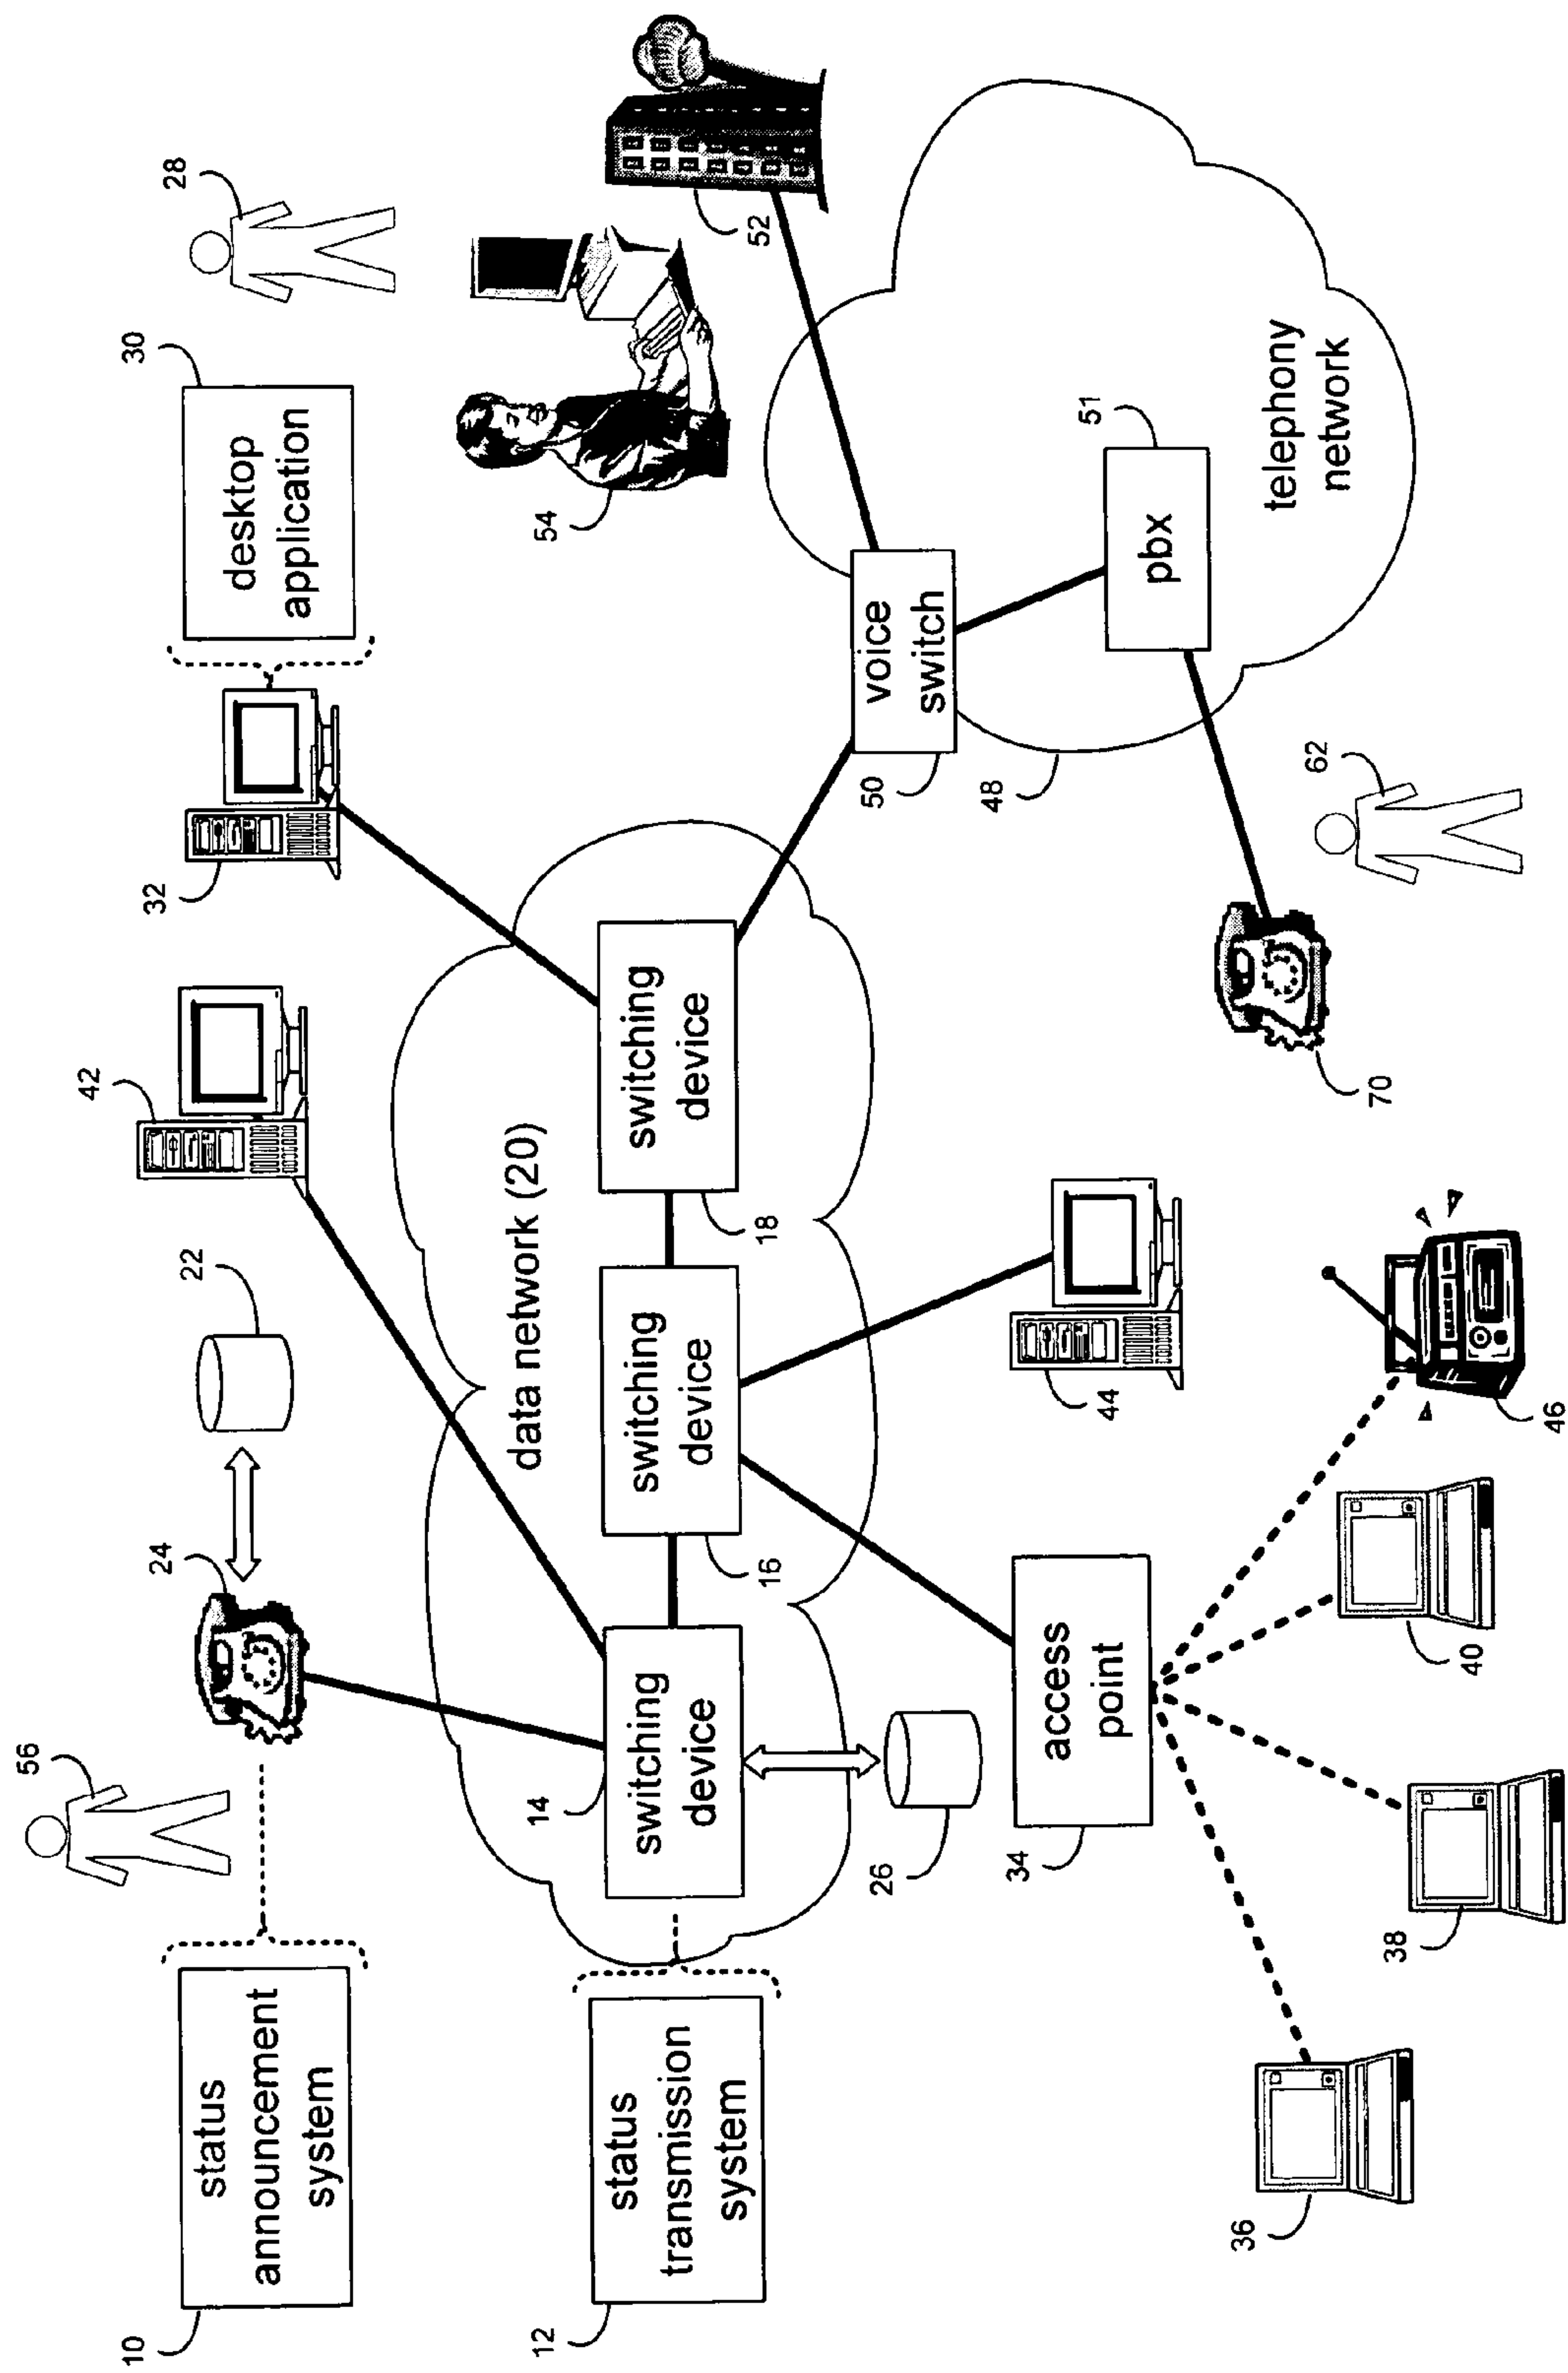 56
10
status
announcement
system
24
22
42
32
30
desktop
application
28
data network (20)
12
status
transmission
system
14
switching
device
16
switching
device
18
switching
device
54
52
26
34
access
point
44
50
voice
switch
48
51
pbx
telephony
network
36
38
40
46
70
62